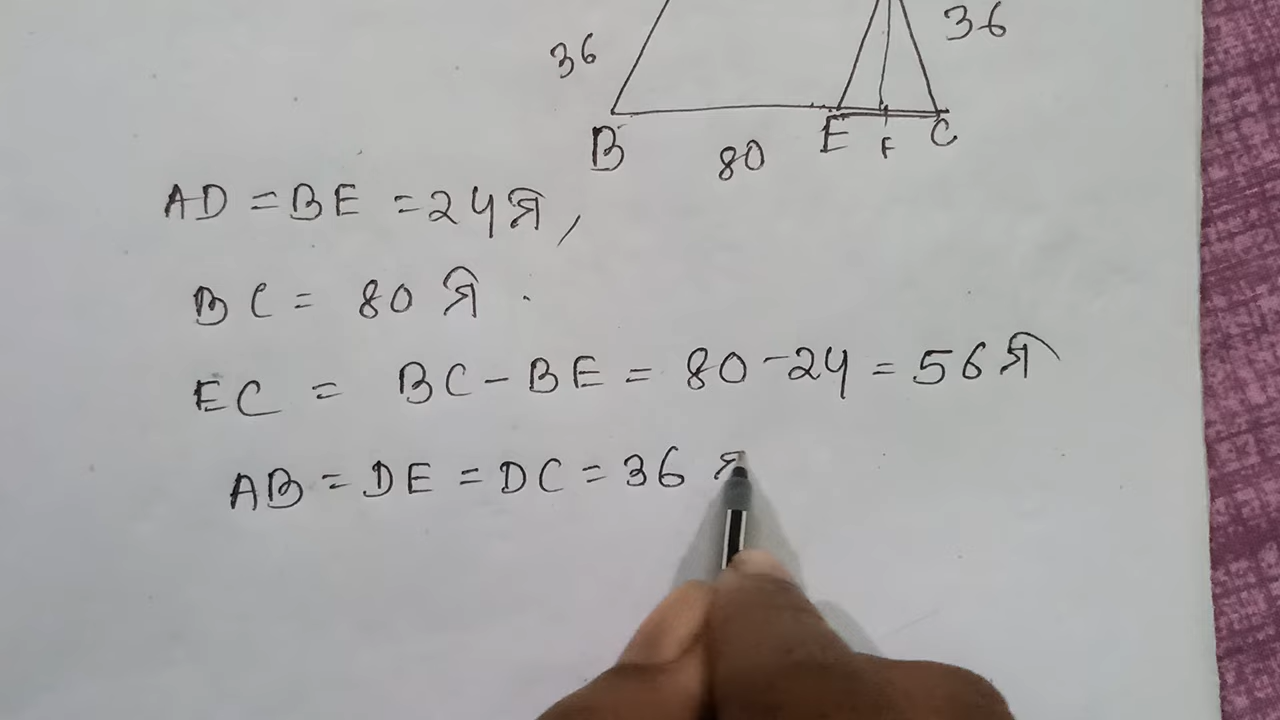 36
36
B
80
E
F
C
AD = BE = 24 मी,
BC = 80 मी.
EC = BC - BE = 80 - 24 = 56 मी
AB = DE = DC = 36